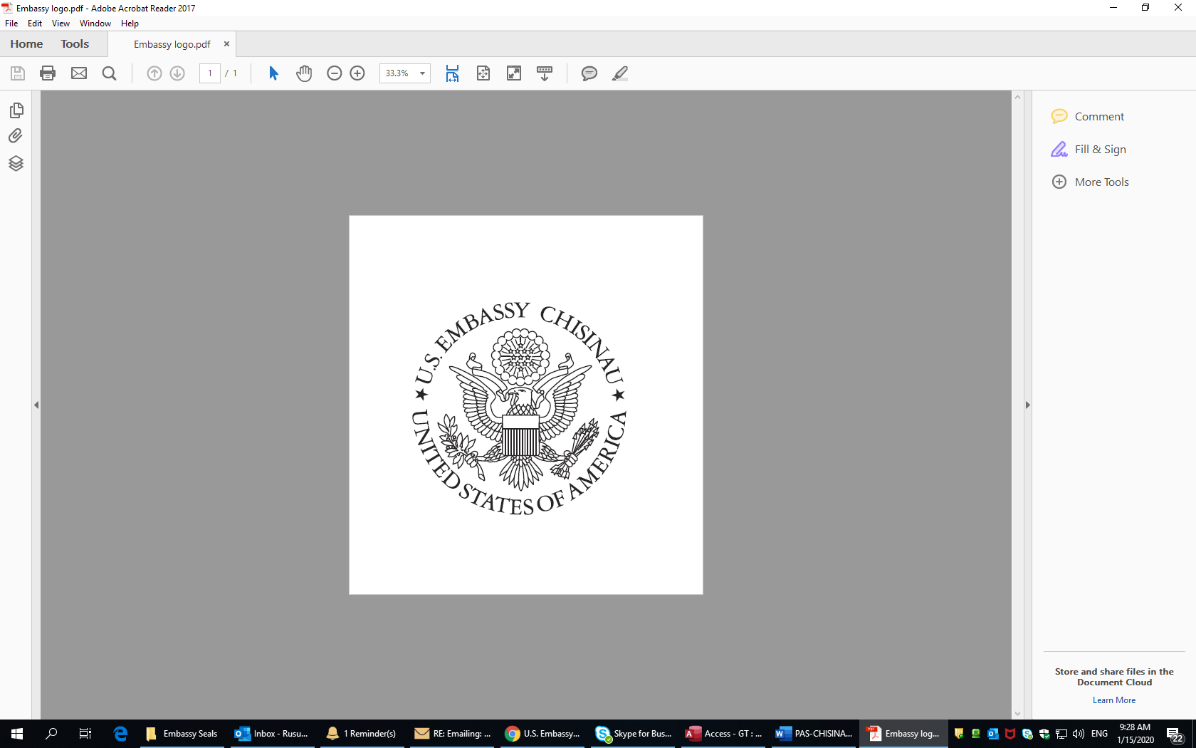 Embassy logo.pdf - Adobe Acrobat Reader 2017
File Edit View Window Help
Home Tools Embassy logo.pdf ×
1 / 1 33.3%
Comment
Fill & Sign
More Tools
U.S. EMBASSY CHISINAU
UNITED STATES OF AMERICA
Store and share files in the
Document Cloud
Learn More
Embassy Seals Inbox - Rusu... 1 Reminder(s) RE: Emailing: ... U.S. Embassy... Skype for Bus... Access - GT : ... PAS-CHISINA... Embassy log... ENG 9:28 AM
1/15/2020 22